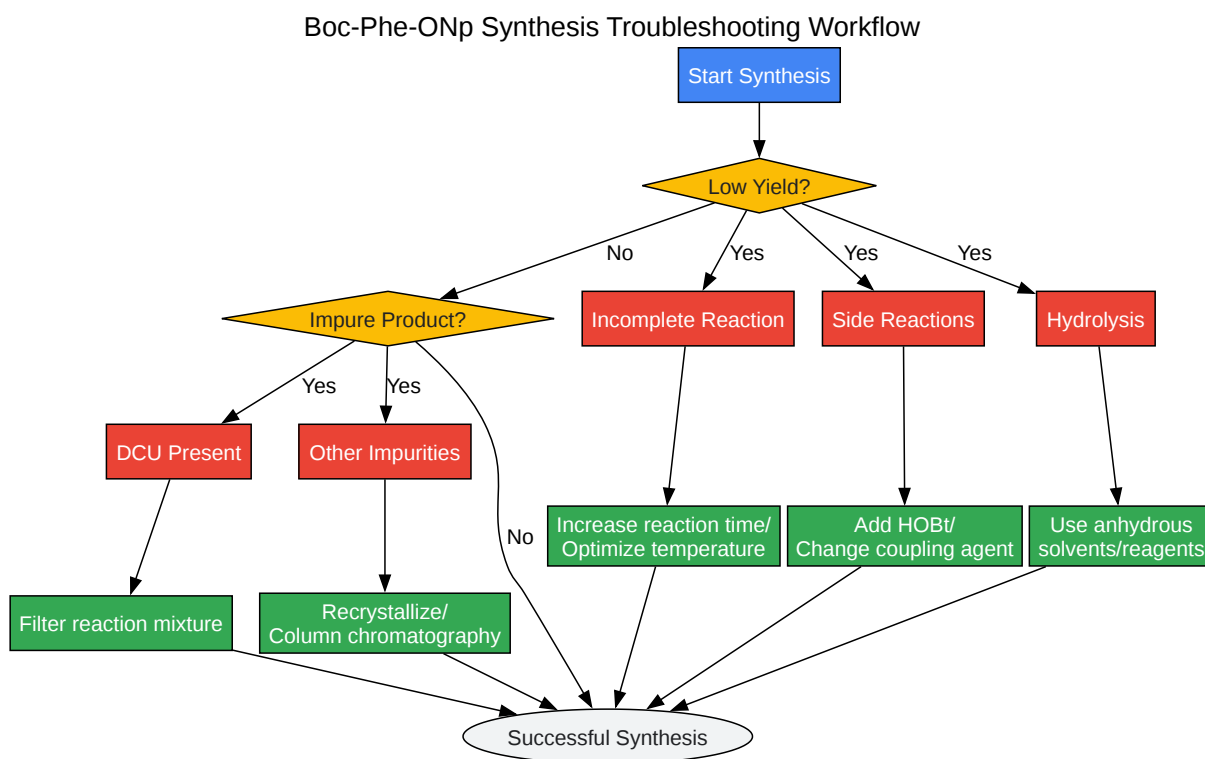 Boc-Phe-ONp Synthesis Troubleshooting Workflow
Start Synthesis
Low Yield?
No
Yes
Yes
Yes
Impure Product?
Incomplete Reaction
Side Reactions
Hydrolysis
Yes
Yes
DCU Present
Other Impurities
No
Increase reaction time/
Optimize temperature
Add HOBt/
Change coupling agent
Use anhydrous
solvents/reagents
Filter reaction mixture
Recrystallize/
Column chromatography
Successful Synthesis